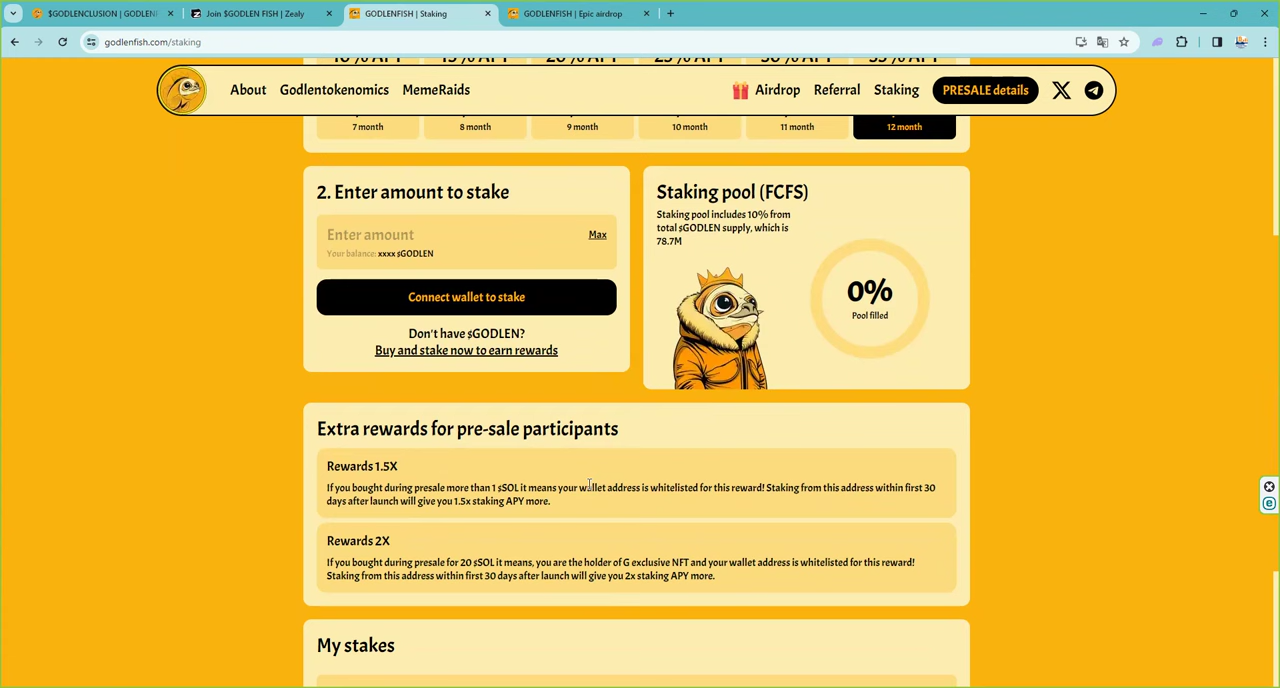 $GODLENCLUSION | GODLENF
Join $GODLEN FISH | Zealy
GODLENFISH | Staking
GODLENFISH | Epic airdrop
godlenfish.com/staking
About
Godlentokenomics
MemeRaids
Airdrop
Referral
Staking
PRESALE details
7 month
8 month
9 month
10 month
11 month
12 month
2. Enter amount to stake
Enter amount
Max
Your balance: xxxx $GODLEN
Connect wallet to stake
Don't have $GODLEN?
Buy and stake now to earn rewards
Staking pool (FCFS)
Staking pool includes 10% from
total $GODLEN supply, which is
78.7M
0%
Pool filled
Extra rewards for pre-sale participants
Rewards 1.5X
If you bought during presale more than 1 $SOL it means your wallet address is whitelisted for this reward! Staking from this address within first 30
days after launch will give you 1.5x staking APY more.
Rewards 2X
If you bought during presale for 20 $SOL it means, you are the holder of G exclusive NFT and your wallet address is whitelisted for this reward!
Staking from this address within first 30 days after launch will give you 2x staking APY more.
My stakes